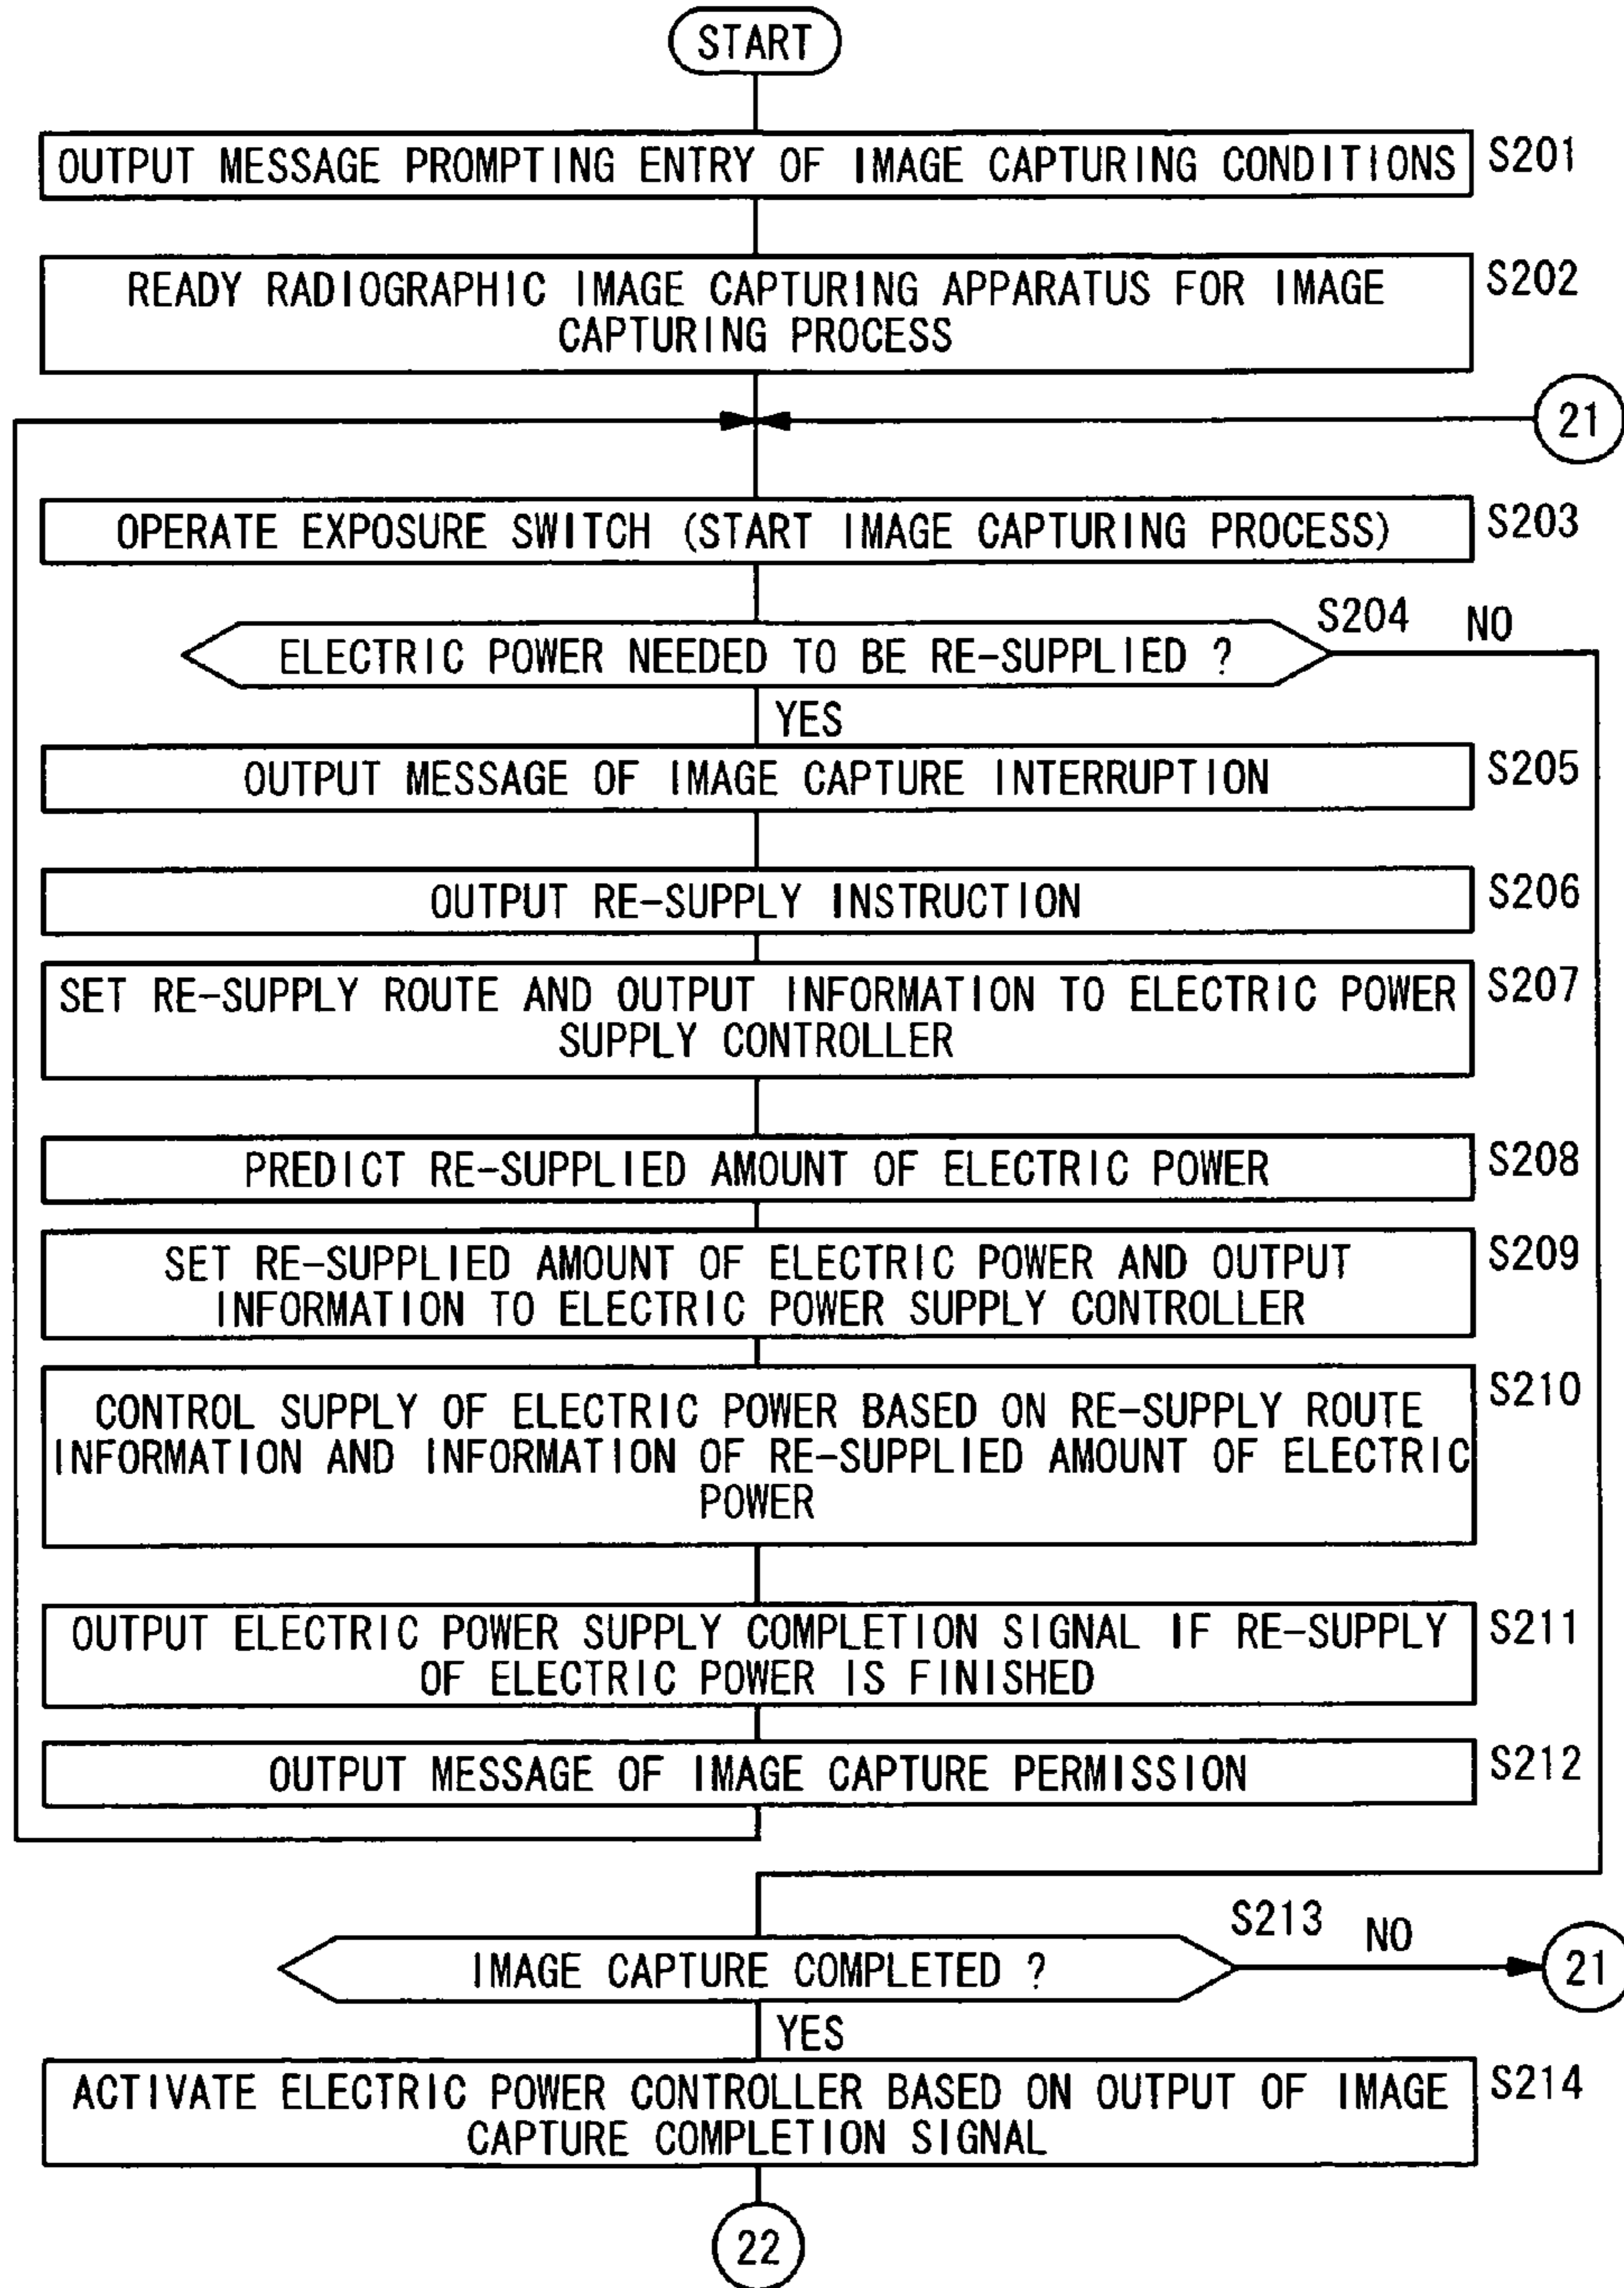 START
OUTPUT MESSAGE PROMPTING ENTRY OF IMAGE CAPTURING CONDITIONS S201
READY RADIOGRAPHIC IMAGE CAPTURING APPARATUS FOR IMAGE S202
CAPTURING PROCESS
21
OPERATE EXPOSURE SWITCH (START IMAGE CAPTURING PROCESS) S203
S204 NO
ELECTRIC POWER NEEDED TO BE RE-SUPPLIED ?
YES
OUTPUT MESSAGE OF IMAGE CAPTURE INTERRUPTION S205
OUTPUT RE-SUPPLY INSTRUCTION S206
SET RE-SUPPLY ROUTE AND OUTPUT INFORMATION TO ELECTRIC POWER S207
SUPPLY CONTROLLER
PREDICT RE-SUPPLIED AMOUNT OF ELECTRIC POWER S208
SET RE-SUPPLIED AMOUNT OF ELECTRIC POWER AND OUTPUT S209
INFORMATION TO ELECTRIC POWER SUPPLY CONTROLLER
CONTROL SUPPLY OF ELECTRIC POWER BASED ON RE-SUPPLY ROUTE S210
INFORMATION AND INFORMATION OF RE-SUPPLIED AMOUNT OF ELECTRIC
POWER
OUTPUT ELECTRIC POWER SUPPLY COMPLETION SIGNAL IF RE-SUPPLY S211
OF ELECTRIC POWER IS FINISHED
OUTPUT MESSAGE OF IMAGE CAPTURE PERMISSION S212
S213 NO
IMAGE CAPTURE COMPLETED ? 21
YES
ACTIVATE ELECTRIC POWER CONTROLLER BASED ON OUTPUT OF IMAGE S214
CAPTURE COMPLETION SIGNAL
22